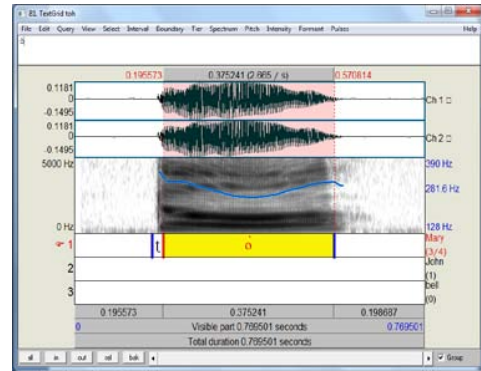 81. TextGrid toh
File Edit Query View Select Interval Boundary Tier Spectrum Pitch Intensity Formant Pulses Help
0.195573 0.375241 (2.665 / s) 0.570814
0.1181
0
-0.1495
Ch 1
0.1181
0
-0.1495
Ch 2
5000 Hz
390 Hz
281.6 Hz
0 Hz
128 Hz
1 t Mary
(3/4)
2 John
(1)
3 bell
(0)
0.195573 0.375241 0.198687
0 Visible part 0.769501 seconds 0.769501
Total duration 0.769501 seconds
all in out sel bak Group